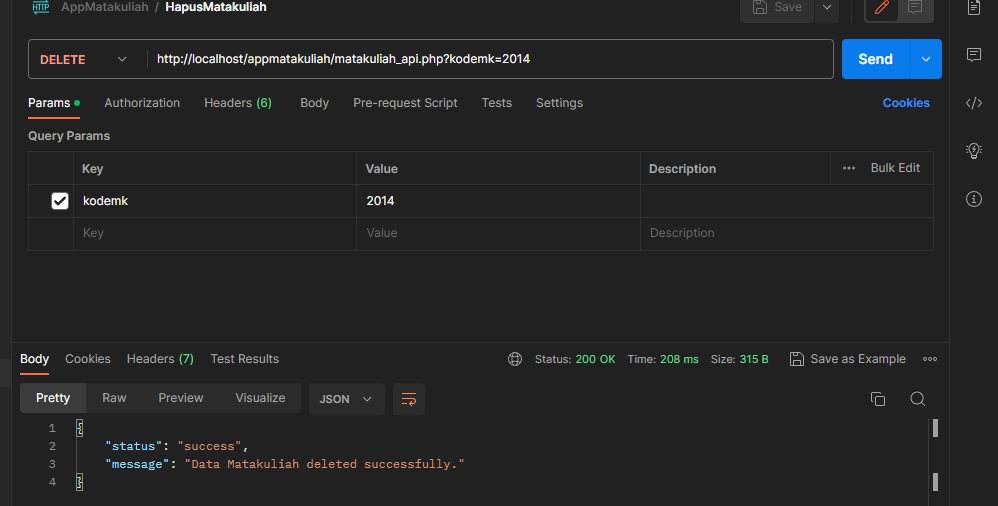 HTTP AppMatakuliah / HapusMatakuliah Save
DELETE http://localhost/appmatakuliah/matakuliah_api.php?kodemk=2014 Send
Params Authorization Headers (6) Body Pre-request Script Tests Settings Cookies
Query Params
Key Value Description Bulk Edit
kodemk 2014
Key Value Description
Body Cookies Headers (7) Test Results Status: 200 OK Time: 208 ms Size: 315 B Save as Example
Pretty Raw Preview Visualize JSON
1 {
2 "status": "success",
3 "message": "Data Matakuliah deleted successfully."
4 }